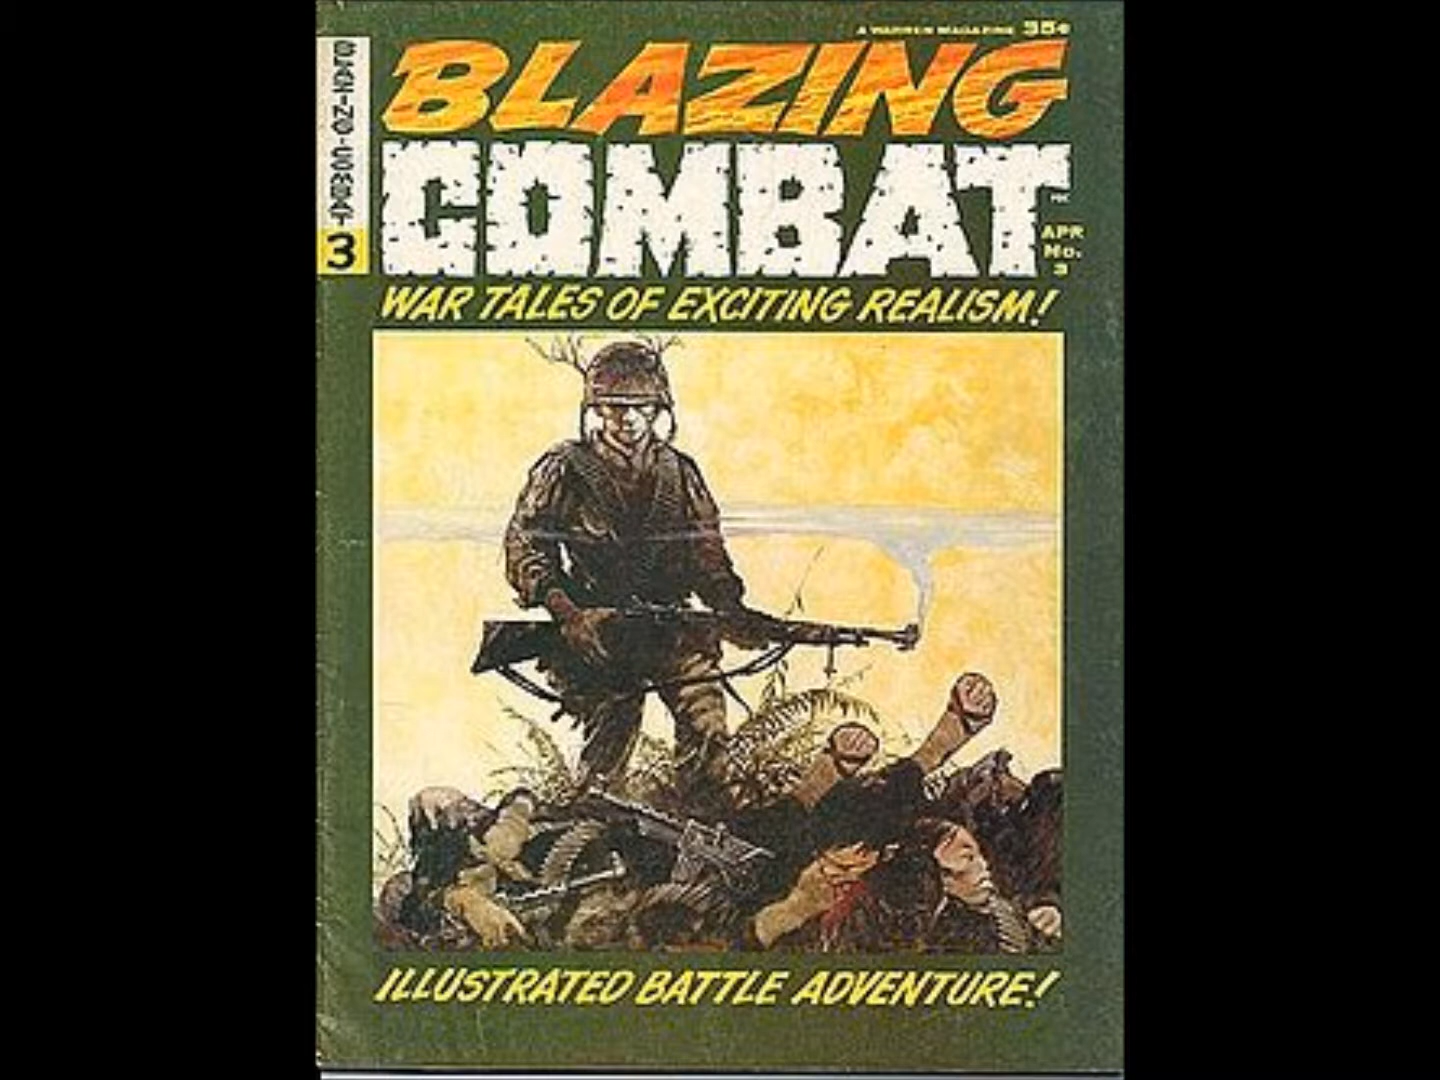 A WARREN MAGAZINE 35¢
BLAZING
COMBAT
BLAZING COMBAT
3
APR
No.
3
WAR TALES OF EXCITING REALISM!
ILLUSTRATED BATTLE ADVENTURE!